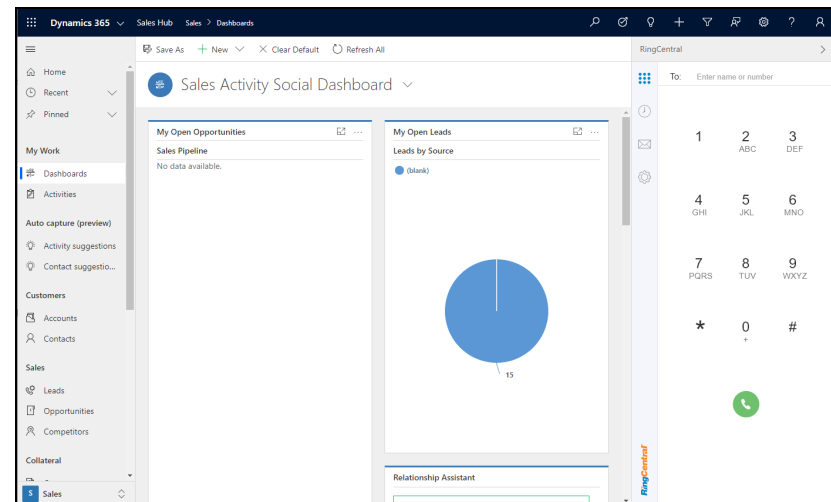 Dynamics 365
Sales Hub
Sales > Dashboards
?
Save As
+ New
× Clear Default
Refresh All
Home
Recent
Pinned
My Work
Dashboards
Activities
Auto capture (preview)
Activity suggestions
Contact suggestio...
Customers
Accounts
Contacts
Sales
Leads
Opportunities
Competitors
Collateral
S Sales
Sales Activity Social Dashboard
My Open Opportunities
...
Sales Pipeline
No data available.
My Open Leads
...
Leads by Source
(blank)
15
Relationship Assistant
RingCentral
>
To: Enter name or number
1 2 3
ABC DEF
4 5 6
GHI JKL MNO
7 8 9
PQRS TUV WXYZ
* 0 #
+
RingCentral